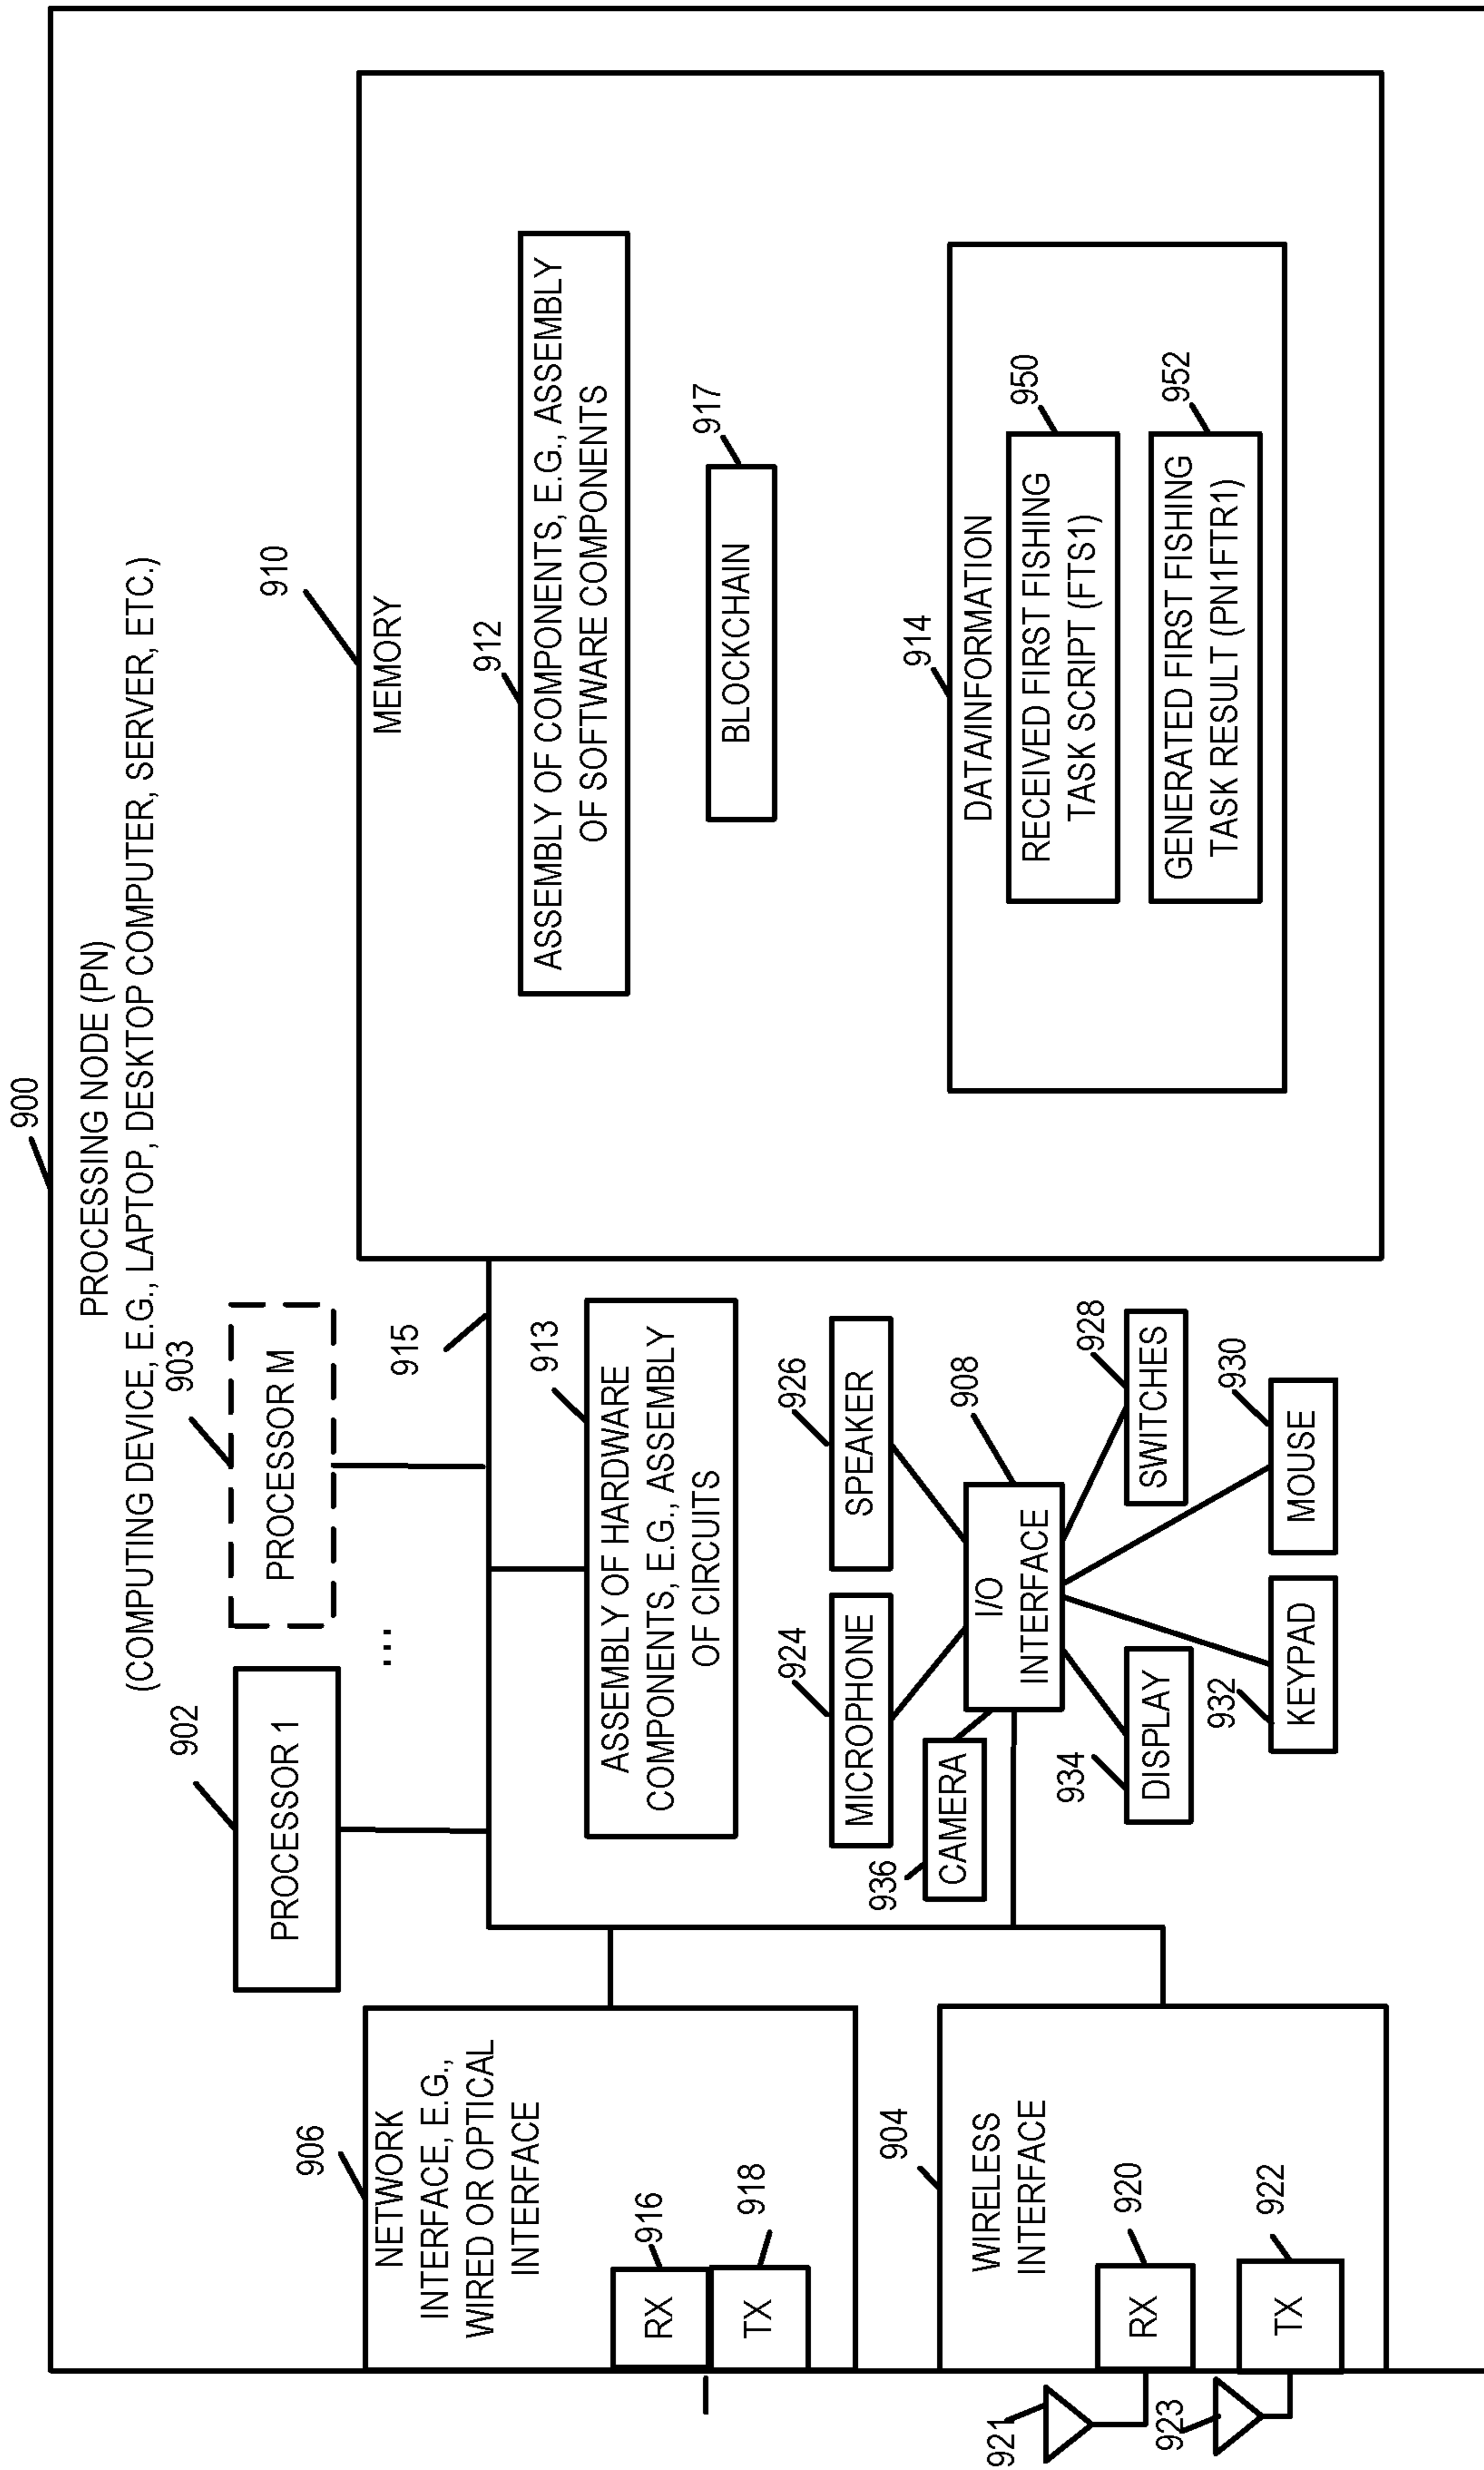 900
PROCESSING NODE (PN)
(COMPUTING DEVICE, E.G., LAPTOP, DESKTOP COMPUTER, SERVER, ETC.)
902
PROCESSOR 1
...
903
PROCESSOR M
906
NETWORK
INTERFACE, E.G.,
WIRED OR OPTICAL
INTERFACE
RX
916
TX
918
904
WIRELESS
INTERFACE
RX
920
TX
922
921
923
915
913
ASSEMBLY OF HARDWARE
COMPONENTS, E.G., ASSEMBLY
OF CIRCUITS
924
MICROPHONE
926
SPEAKER
936
CAMERA
908
I/O
INTERFACE
934
DISPLAY
928
SWITCHES
932
KEYPAD
930
MOUSE
910
MEMORY
912
ASSEMBLY OF COMPONENTS, E.G., ASSEMBLY
OF SOFTWARE COMPONENTS
917
BLOCKCHAIN
914
DATA/INFORMATION
950
RECEIVED FIRST FISHING
TASK SCRIPT (FTS1)
952
GENERATED FIRST FISHING
TASK RESULT (PN1FTR1)